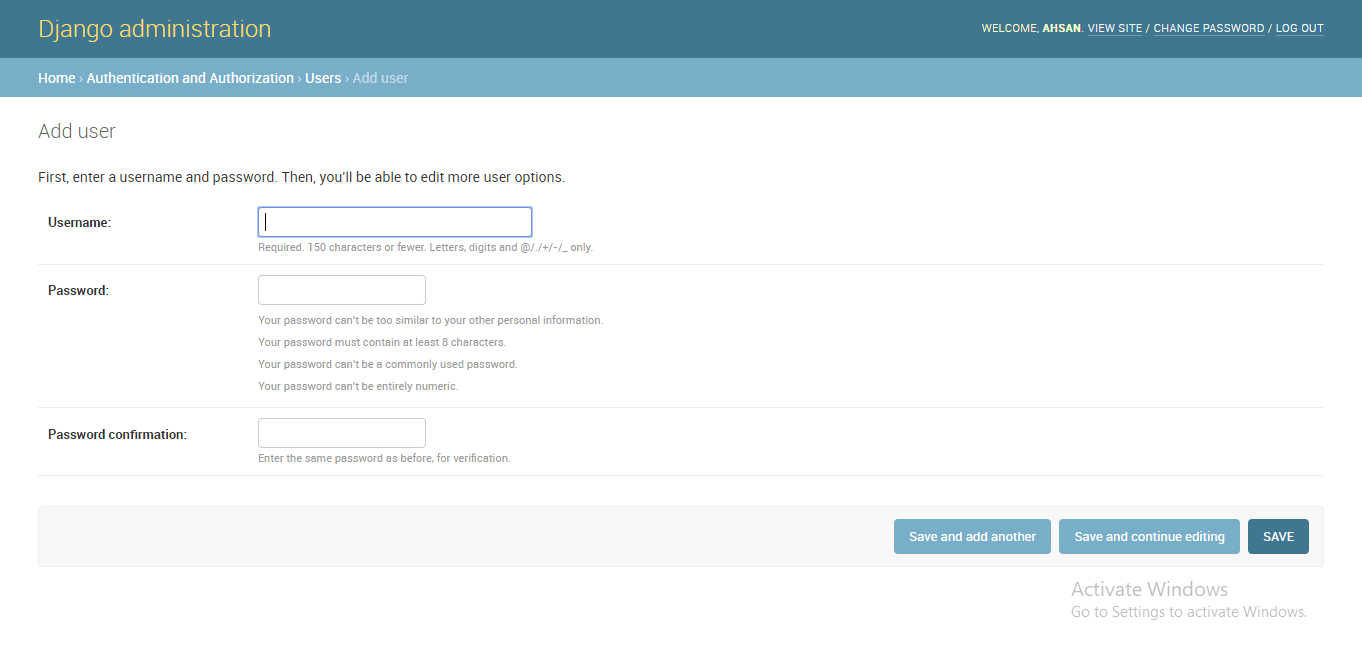 Django administration
WELCOME, AHSAN. VIEW SITE / CHANGE PASSWORD / LOG OUT
Home › Authentication and Authorization › Users › Add user
Add user
First, enter a username and password. Then, you'll be able to edit more user options.
Username:
Required. 150 characters or fewer. Letters, digits and @/./+/-/_ only.
Password:
Your password can't be too similar to your other personal information.
Your password must contain at least 8 characters.
Your password can't be a commonly used password.
Your password can't be entirely numeric.
Password confirmation:
Enter the same password as before, for verification.
Save and add another
Save and continue editing
SAVE
Activate Windows
Go to Settings to activate Windows.